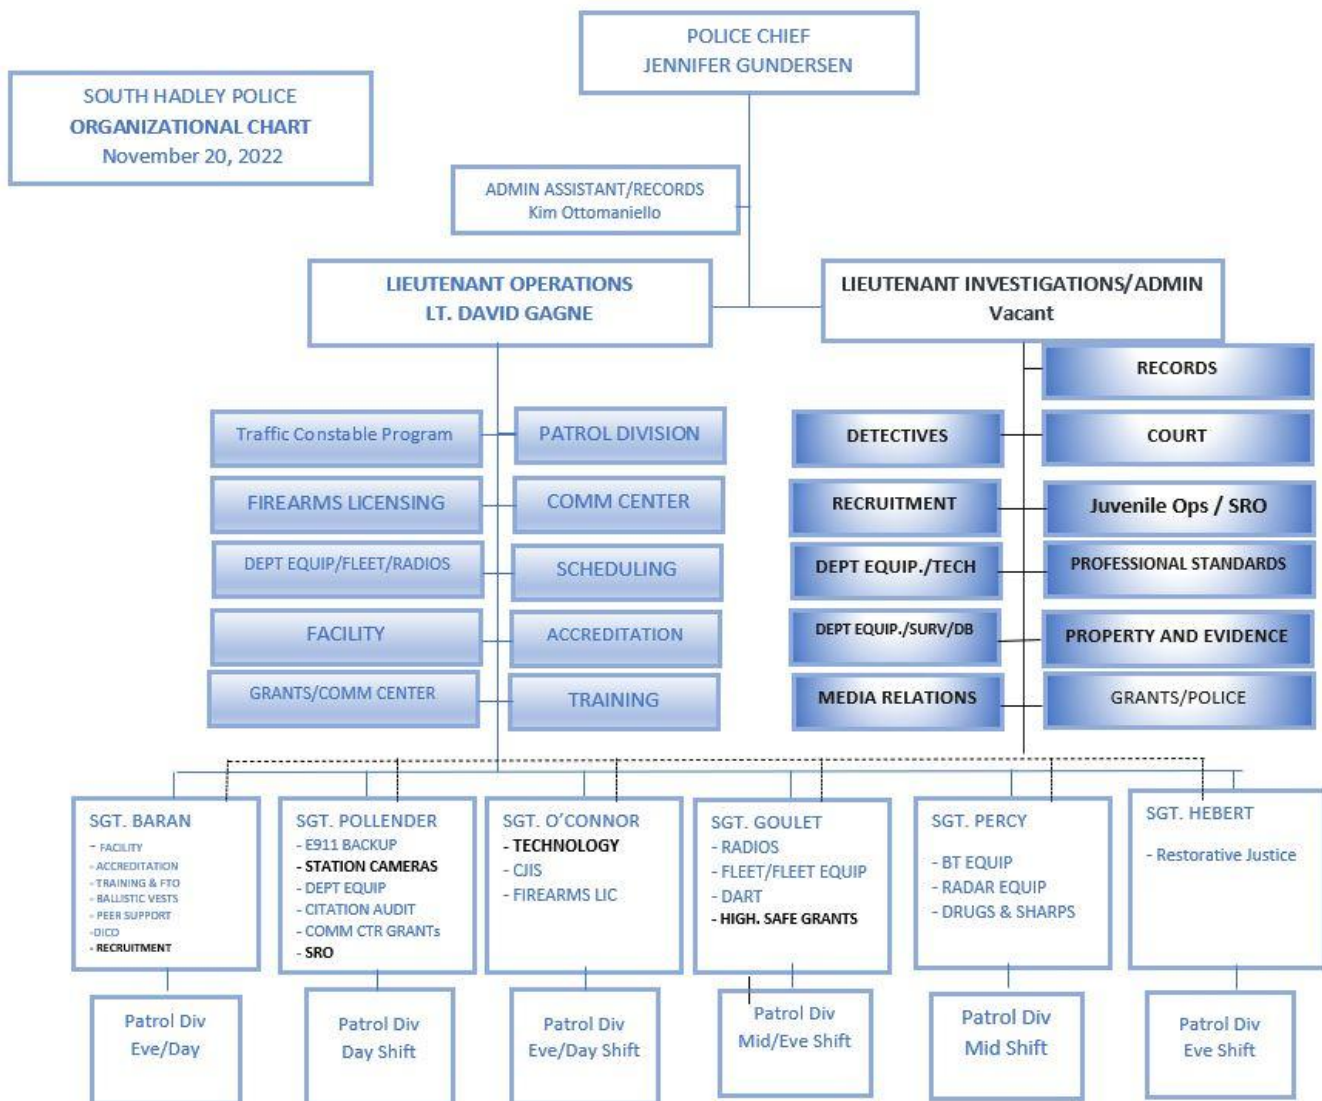 POLICE CHIEF
JENNIFER GUNDERSEN
SOUTH HADLEY POLICE
ORGANIZATIONAL CHART
November 20, 2022
ADMIN ASSISTANT/RECORDS
Kim Ottomaniello
LIEUTENANT OPERATIONS
LT. DAVID GAGNE
LIEUTENANT INVESTIGATIONS/ADMIN
Vacant
RECORDS
Traffic Constable Program
PATROL DIVISION
DETECTIVES
COURT
FIREARMS LICENSING
COMM CENTER
RECRUITMENT
Juvenile Ops / SRO
DEPT EQUIP/FLEET/RADIOS
SCHEDULING
DEPT EQUIP./TECH
PROFESSIONAL STANDARDS
FACILITY
ACCREDITATION
DEPT EQUIP./SURV/DB
PROPERTY AND EVIDENCE
GRANTS/COMM CENTER
TRAINING
MEDIA RELATIONS
GRANTS/POLICE
SGT. BARAN
- FACILITY
- ACCREDITATION
- TRAINING & FTO
- BALLISTIC VESTS
- PEER SUPPORT
-DICO
- RECRUITMENT
SGT. POLLENDER
- E911 BACKUP
- STATION CAMERAS
- DEPT EQUIP
- CITATION AUDIT
- COMM CTR GRANTs
- SRO
SGT. O'CONNOR
- TECHNOLOGY
- CJIS
- FIREARMS LIC
SGT. GOULET
- RADIOS
- FLEET/FLEET EQUIP
- DART
- HIGH. SAFE GRANTS
SGT. PERCY
- BT EQUIP
- RADAR EQUIP
- DRUGS & SHARPS
SGT. HEBERT
- Restorative Justice
Patrol Div
Eve/Day
Patrol Div
Day Shift
Patrol Div
Eve/Day Shift
Patrol Div
Mid/Eve Shift
Patrol Div
Mid Shift
Patrol Div
Eve Shift